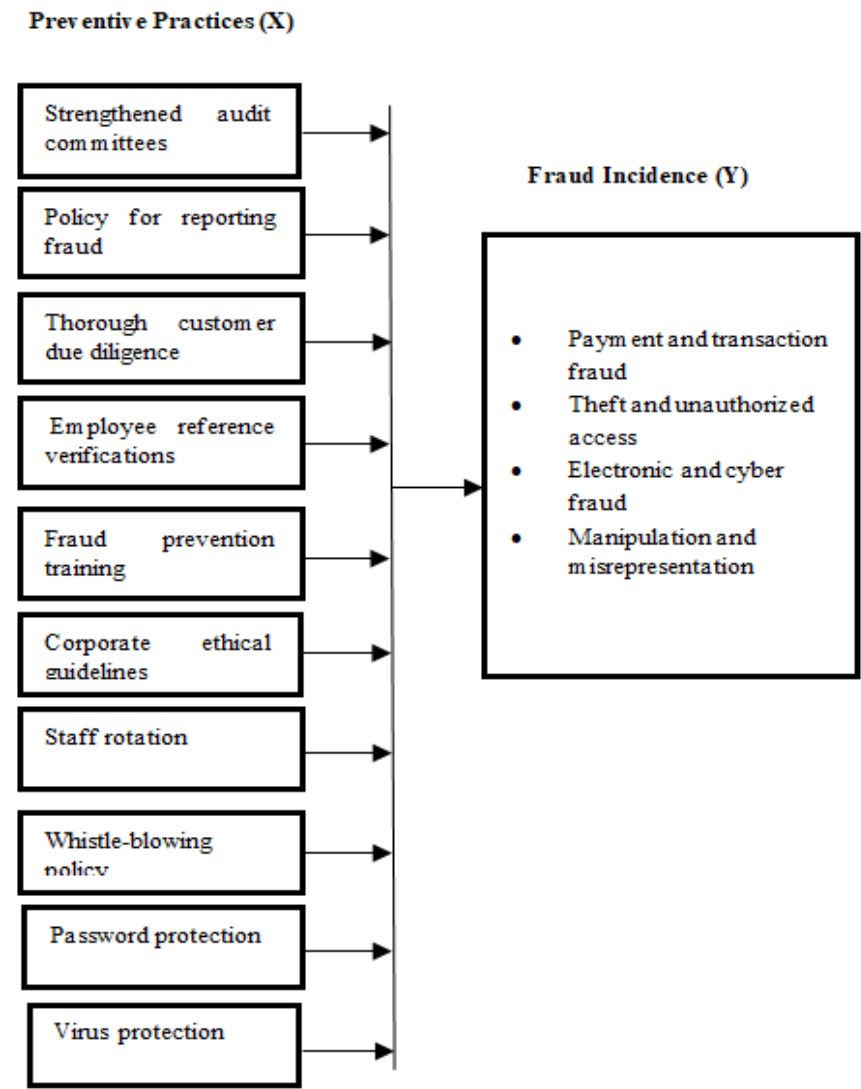 Preventive Practices (X)
Strengthened audit
committees
Policy for reporting
fraud
Thorough customer
due diligence
Employee reference
verifications
Fraud prevention
training
Corporate ethical
guidelines
Staff rotation
Whistle-blowing
policy
Password protection
Virus protection
Fraud Incidence (Y)
• Payment and transaction
fraud
• Theft and unauthorized
access
• Electronic and cyber
fraud
• Manipulation and
misrepresentation